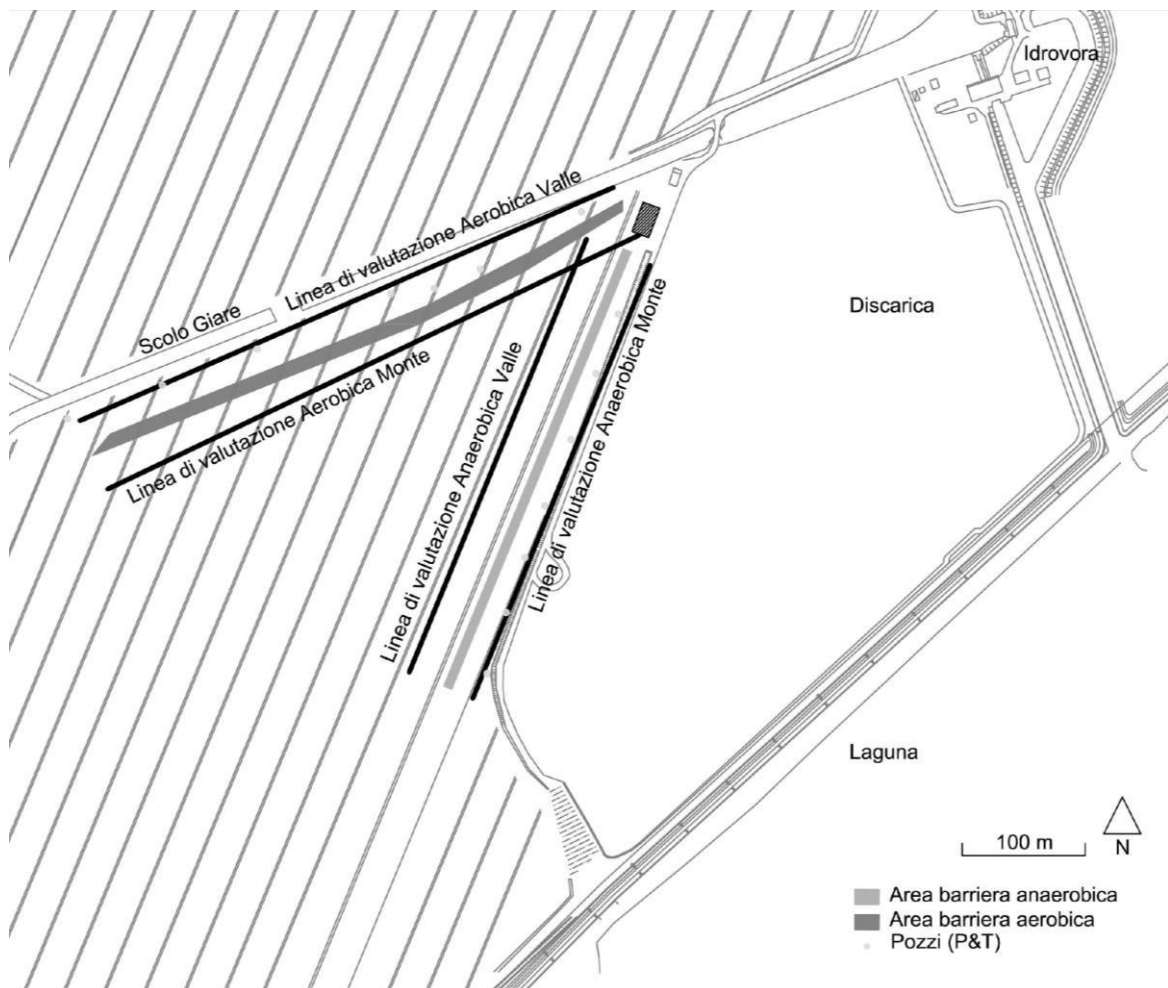 Idrovora
Linea di valutazione Aerobica Valle
Scolo Giare
Discarica
Linea di valutazione Aerobica Monte
Linea di valutazione Anaerobica Valle
Linea di valutazione Anaerobica Monte
Laguna
100 m
N
Area barriera anaerobica
Area barriera aerobica
Pozzi (P&T)